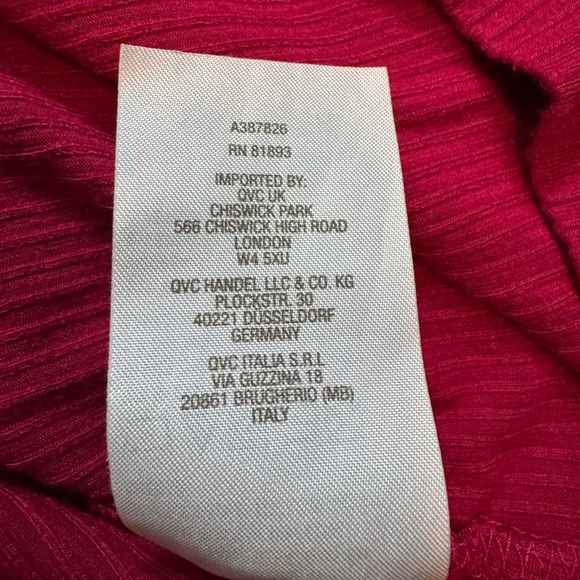 A387826
RN 81893
IMPORTED BY:
QVC UK
CHISWICK PARK
566 CHISWICK HIGH ROAD
LONDON
W4 5XU
QVC HANDEL LLC & CO. KG
PLOCKSTR. 30
40221 DÜSSELDORF
GERMANY
QVC ITALIA S.R.L
VIA GUZZINA 18
20861 BRUGHERIO (MB)
ITALY